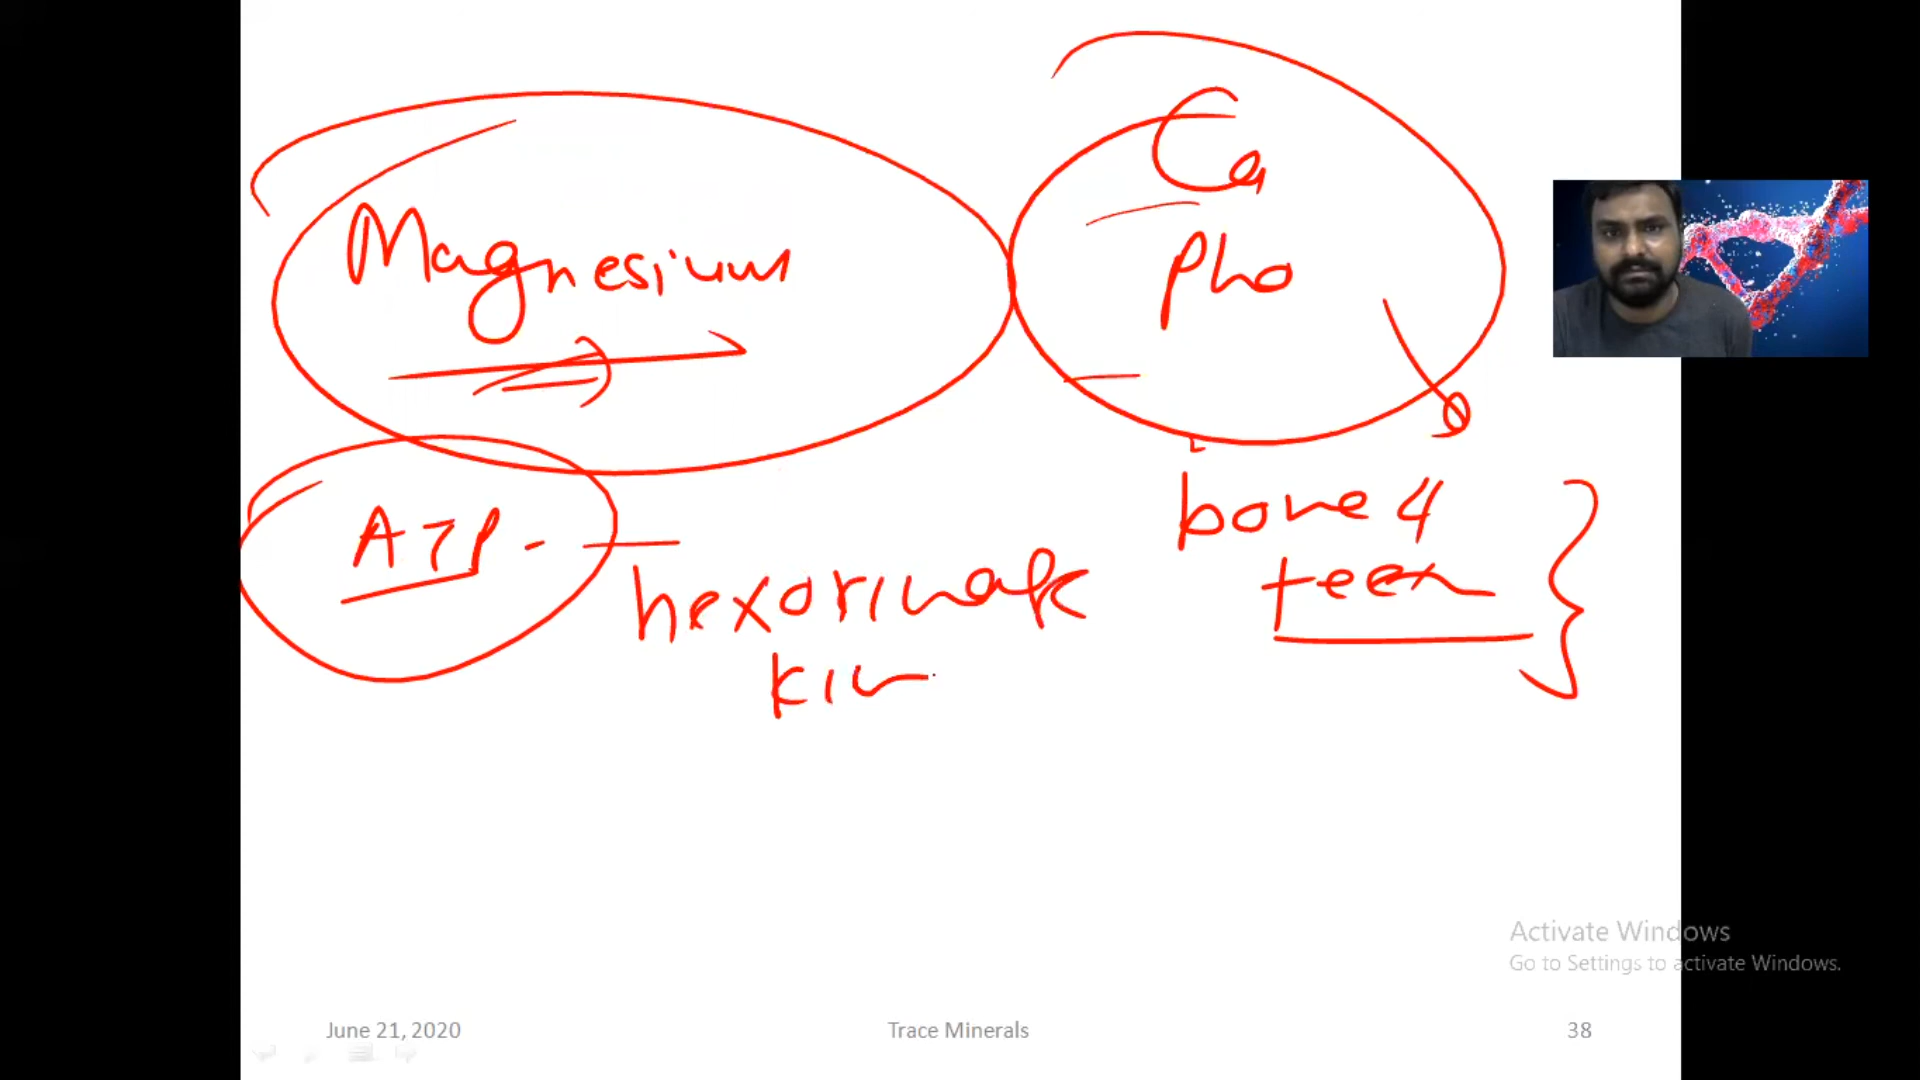 Magnesium
Ca
pho
ATP -
bone 4
teeth
kin
Activate Windows
Go to Settings to activate Windows.
June 21, 2020
Trace Minerals
38